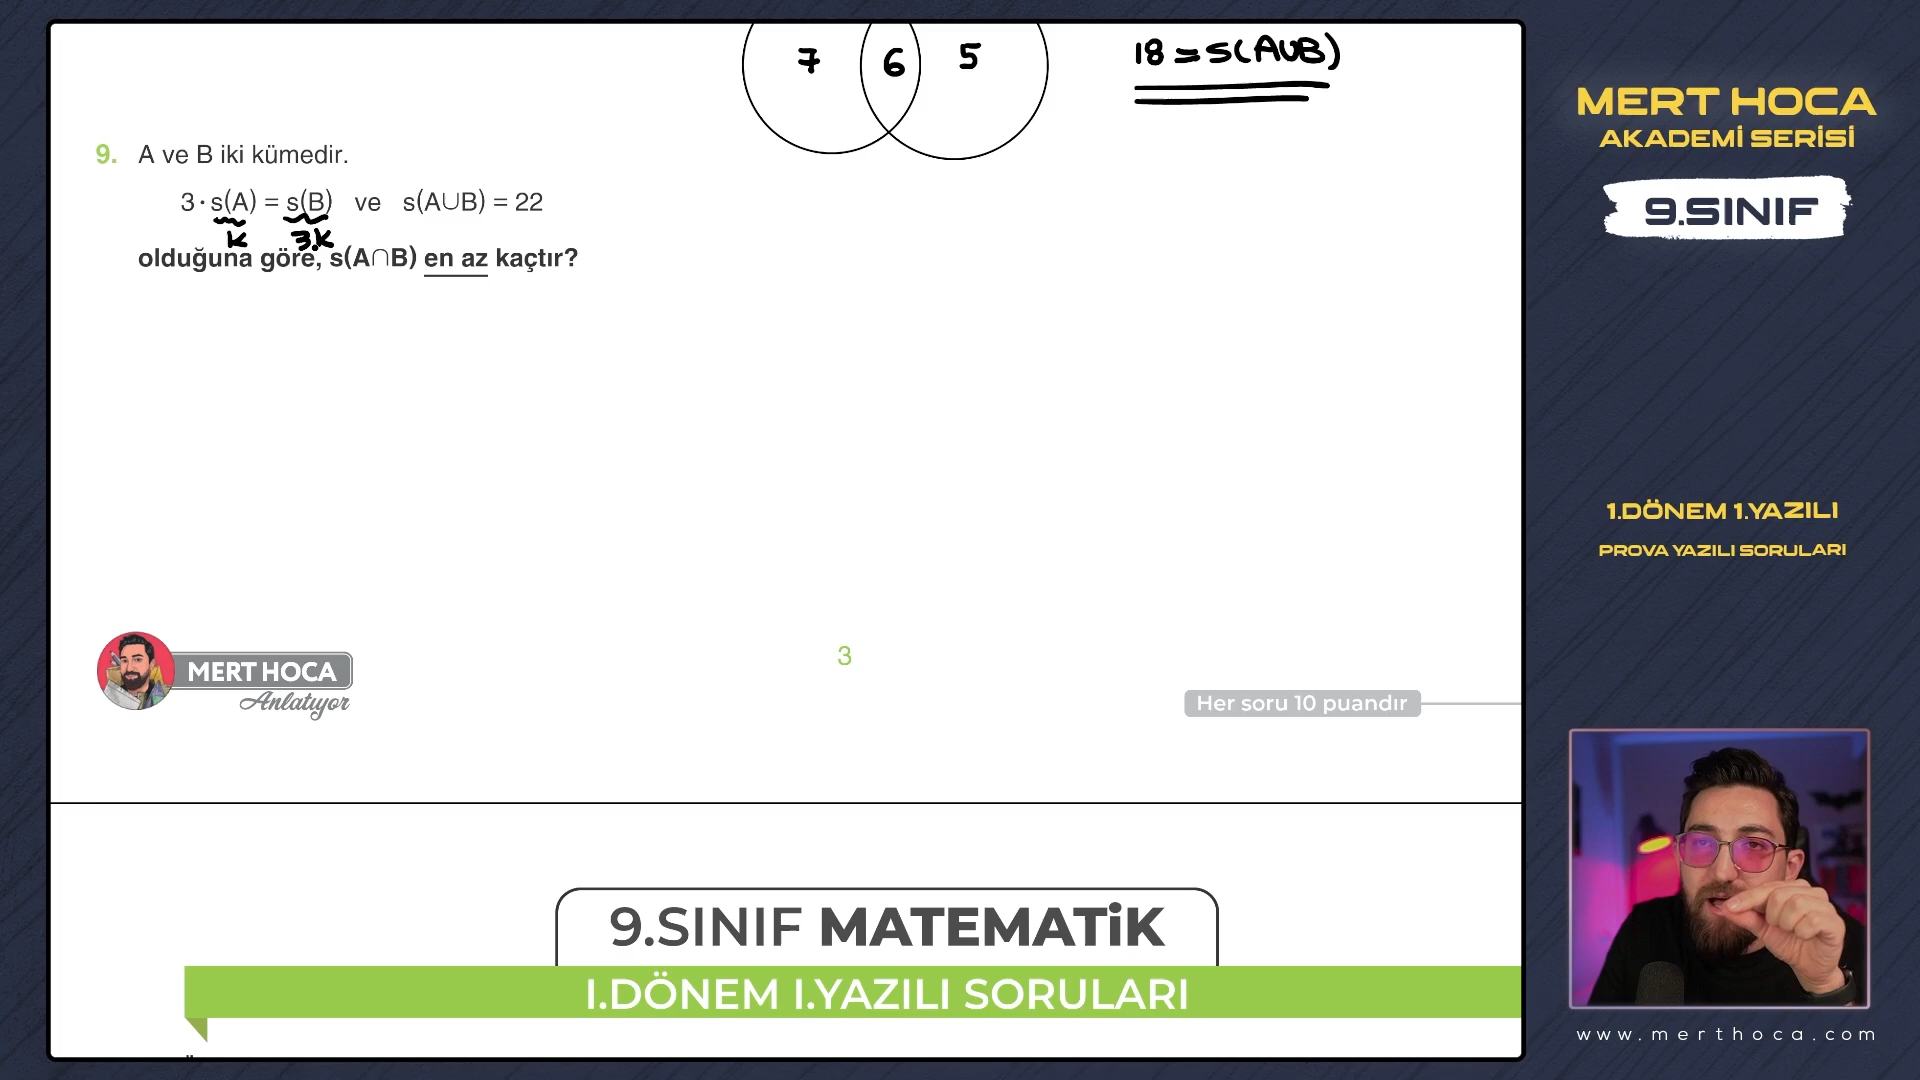 7 6 5
18 = s(A∪B)
9. A ve B iki kümedir.
3 · s(A) = s(B) ve s(A∪B) = 22
k 3.k
olduğuna göre, s(A∩B) en az kaçtır?
MERT HOCA
Anlatıyor
3
Her soru 10 puandır
9.SINIF MATEMATİK
I.DÖNEM I.YAZILI SORULARI
MERT HOCA
AKADEMİ SERİSİ
9.SINIF
1.DÖNEM 1.YAZILI
PROVA YAZILI SORULARI
www.merthoca.com